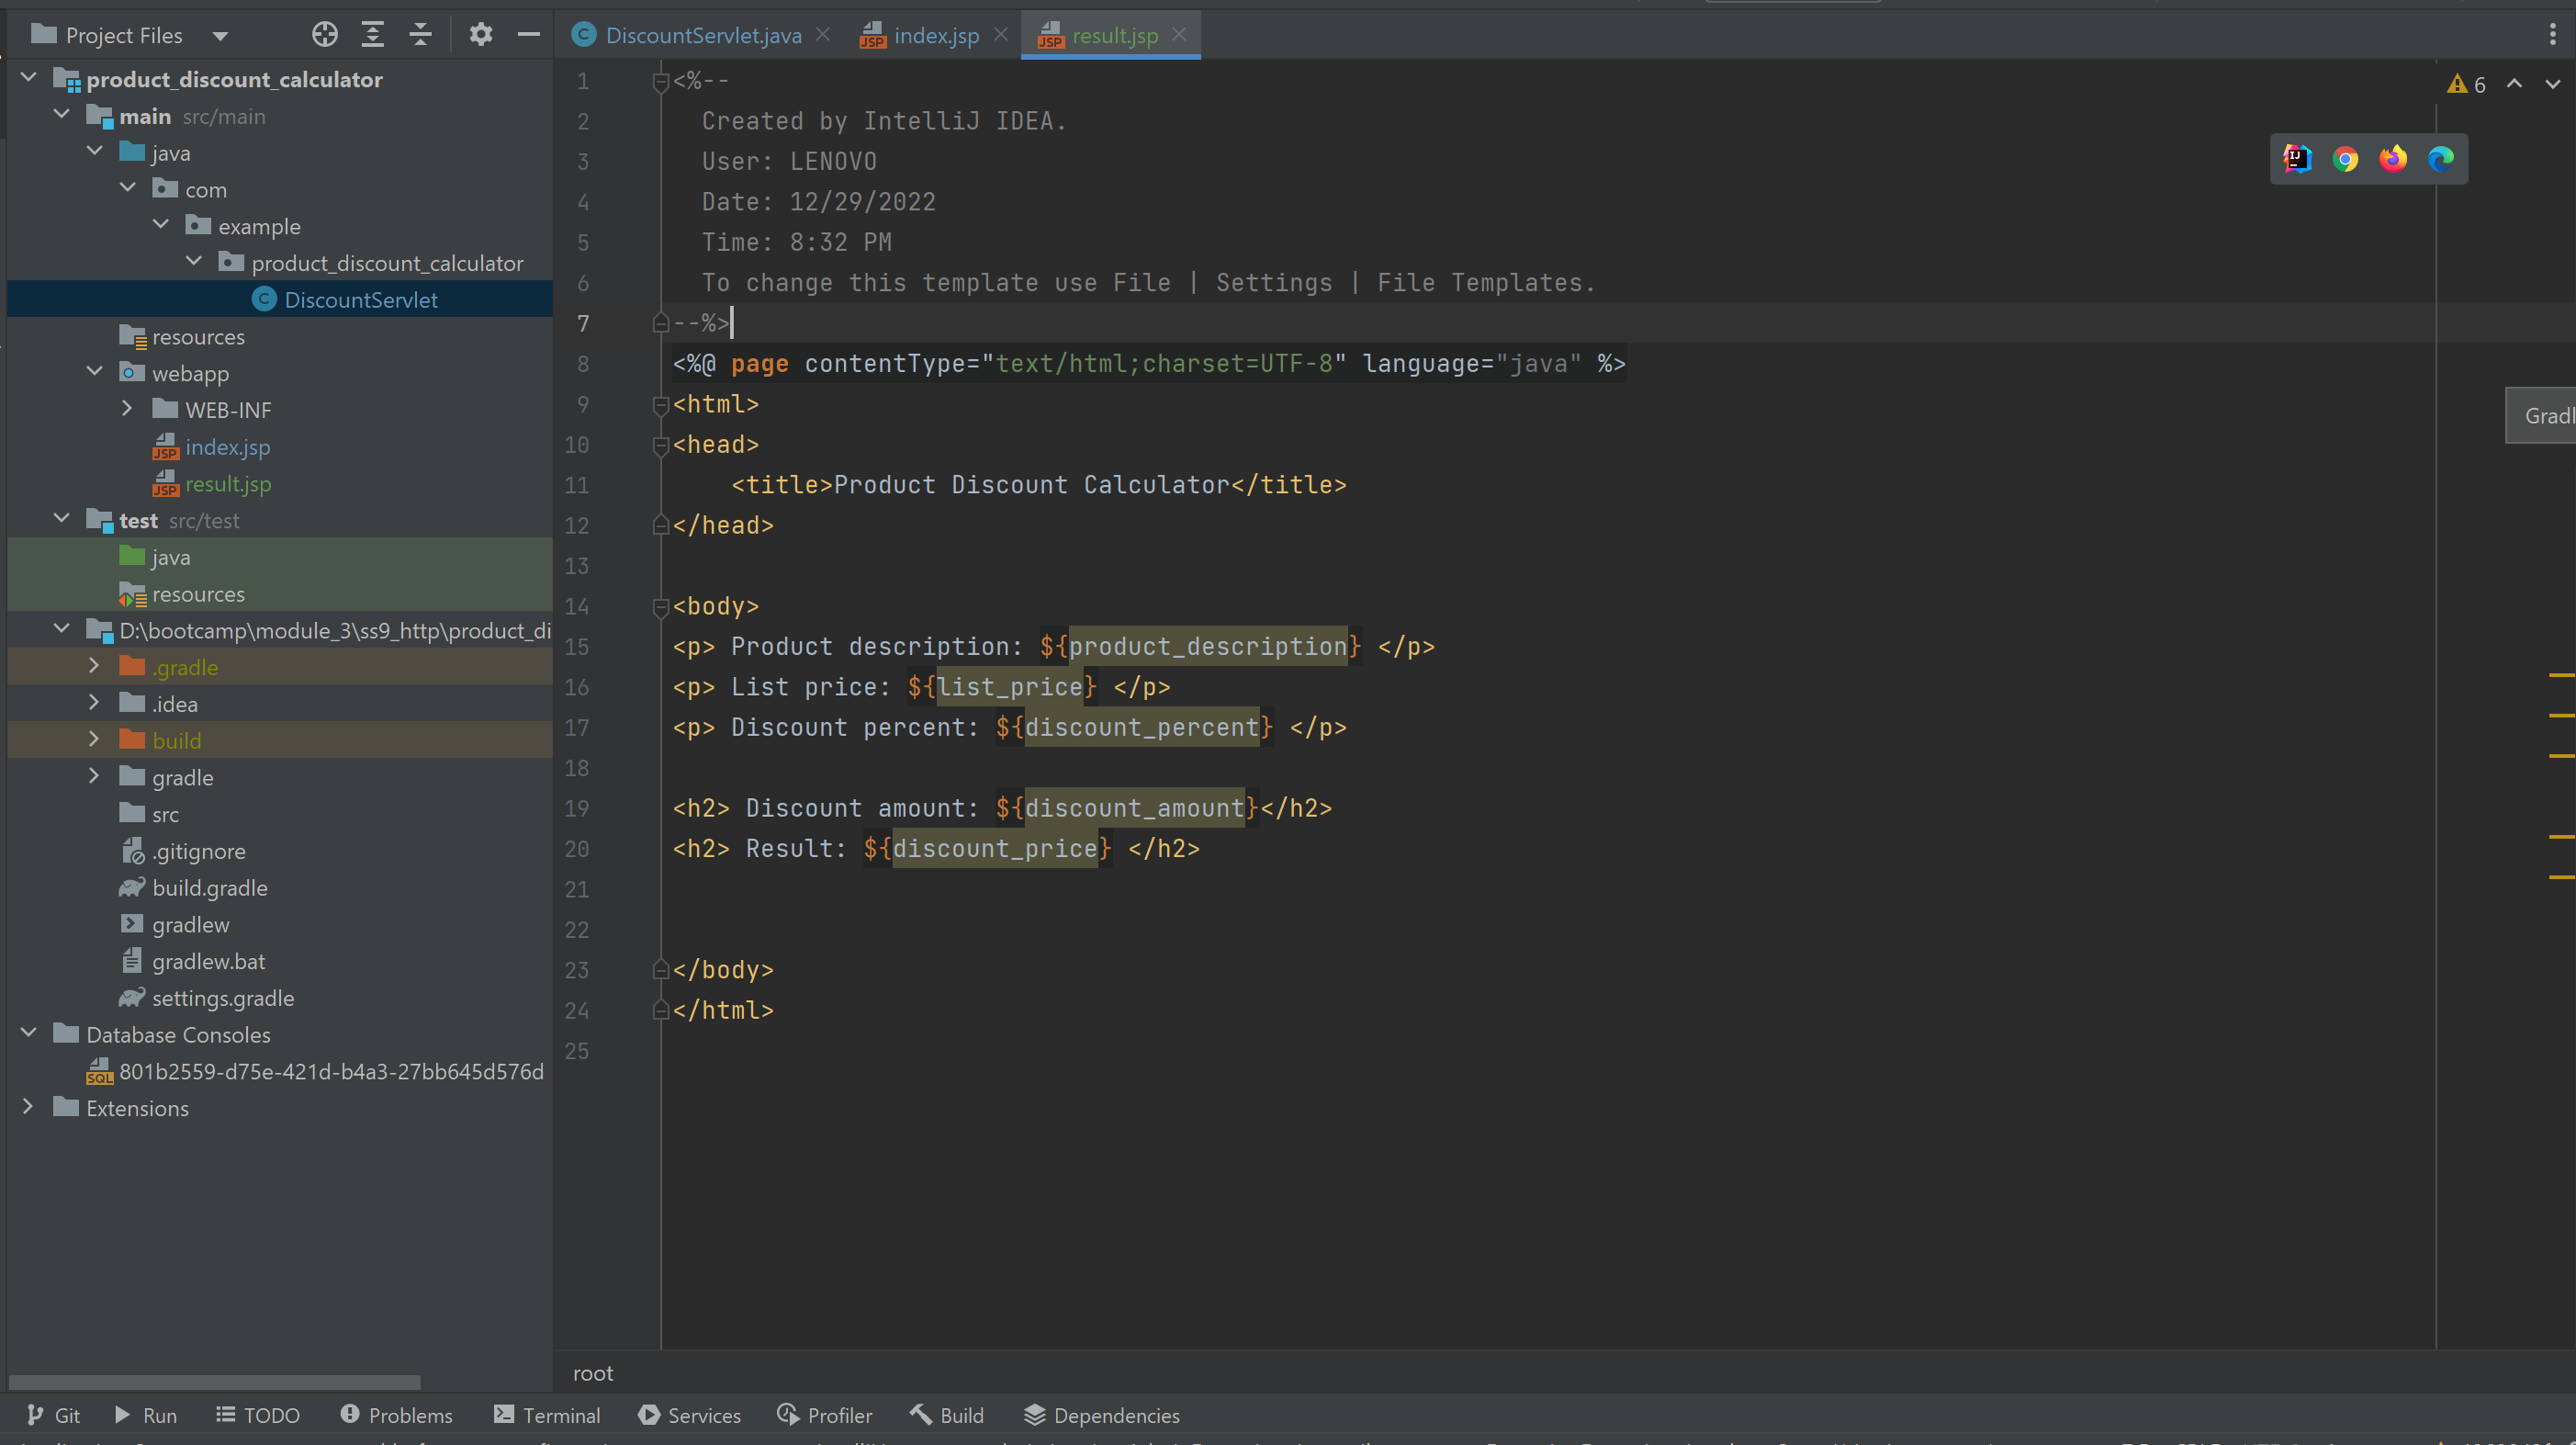 Project Files
product_discount_calculator
main src/main
java
com
example
product_discount_calculator
DiscountServlet
resources
webapp
WEB-INF
index.jsp
result.jsp
test src/test
java
resources
D:\bootcamp\module_3\ss9_http\product_di
.gradle
.idea
build
gradle
src
.gitignore
build.gradle
gradlew
gradlew.bat
settings.gradle
Database Consoles
801b2559-d75e-421d-b4a3-27bb645d576d
Extensions
DiscountServlet.java index.jsp result.jsp
6
1 <%--
2 Created by IntelliJ IDEA.
3 User: LENOVO
4 Date: 12/29/2022
5 Time: 8:32 PM
6 To change this template use File | Settings | File Templates.
7 --%>
8 <%@ page contentType="text/html;charset=UTF-8" language="java" %>
9 <html>
10 <head>
11 <title>Product Discount Calculator</title>
12 </head>
13
14 <body>
15 <p> Product description: ${product_description} </p>
16 <p> List price: ${list_price} </p>
17 <p> Discount percent: ${discount_percent} </p>
18
19 <h2> Discount amount: ${discount_amount}</h2>
20 <h2> Result: ${discount_price} </h2>
21
22
23 </body>
24 </html>
25
Gradl
root
Git Run TODO Problems Terminal Services Profiler Build Dependencies